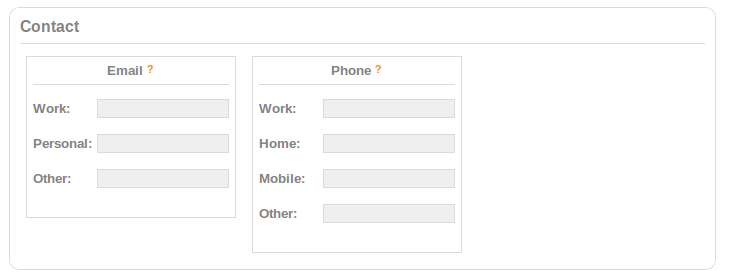 Contact
Email ?
Work:
Personal:
Other:
Phone ?
Work:
Home:
Mobile:
Other: